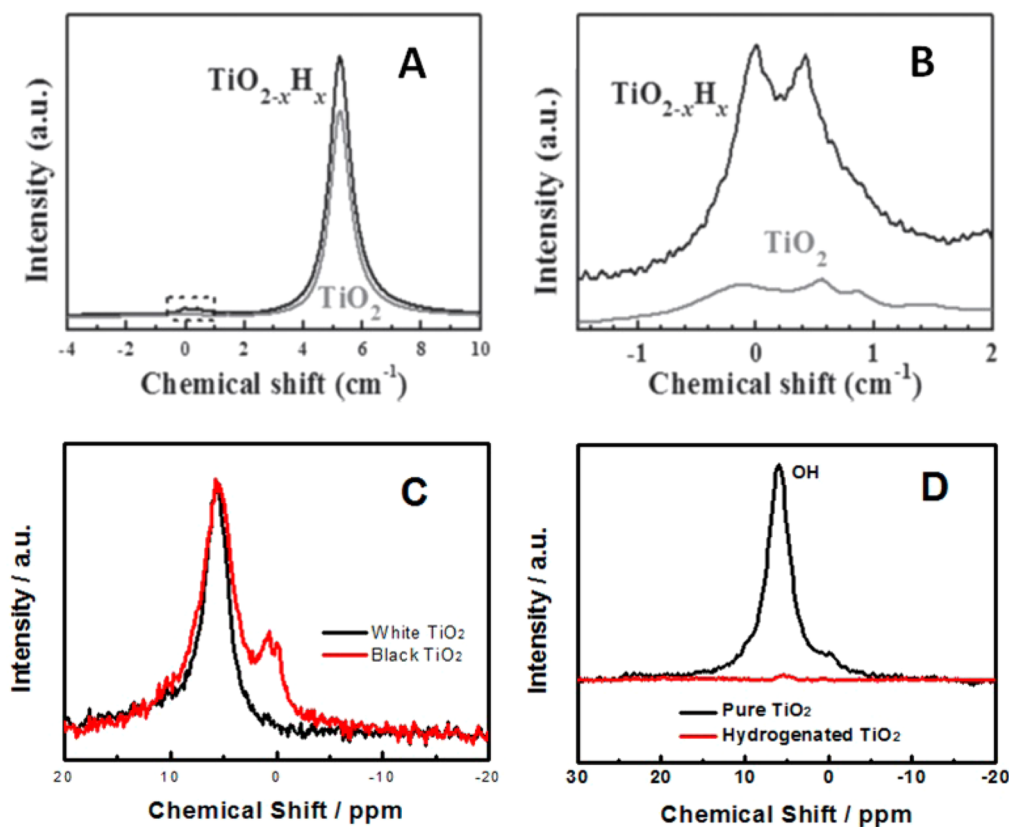 A
TiO2-xHx
TiO2
Intensity (a.u.)
-4 -2 0 2 4 6 8 10
Chemical shift (cm-1)
B
TiO2-xHx
TiO2
Intensity (a.u.)
-1 0 1 2
Chemical shift (cm-1)
C
White TiO2
Black TiO2
Intensity / a.u.
20 10 0 -10 -20
Chemical Shift / ppm
D
OH
Pure TiO2
Hydrogenated TiO2
Intensity / a.u.
30 20 10 0 -10 -20
Chemical Shift / ppm